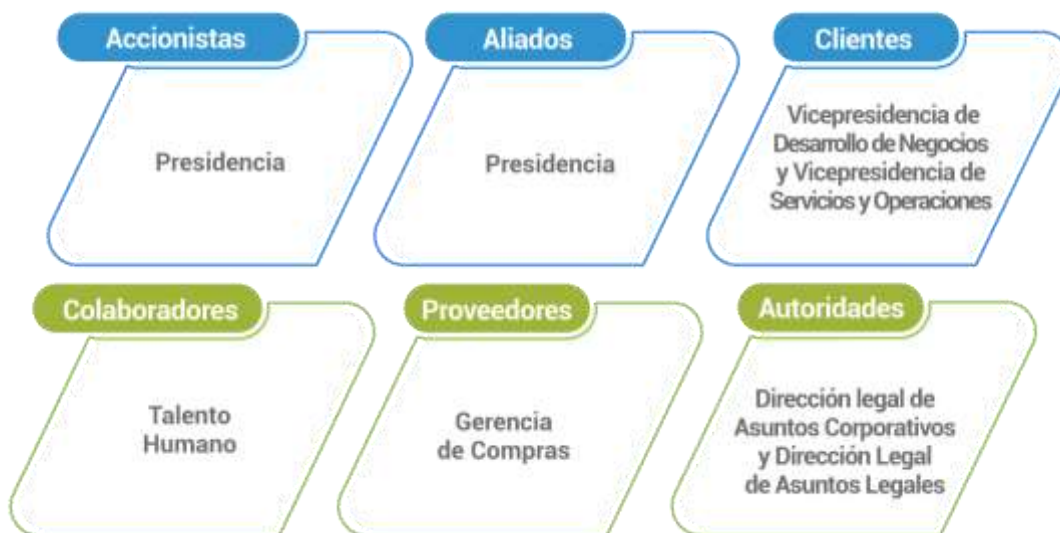 Accionistas
Presidencia
Aliados
Presidencia
Clientes
Vicepresidencia de
Desarrollo de Negocios
y Vicepresidencia de
Servicios y Operaciones
Colaboradores
Talento
Humano
Proveedores
Gerencia
de Compras
Autoridades
Dirección legal de
Asuntos Corporativos
y Dirección Legal
de Asuntos Legales